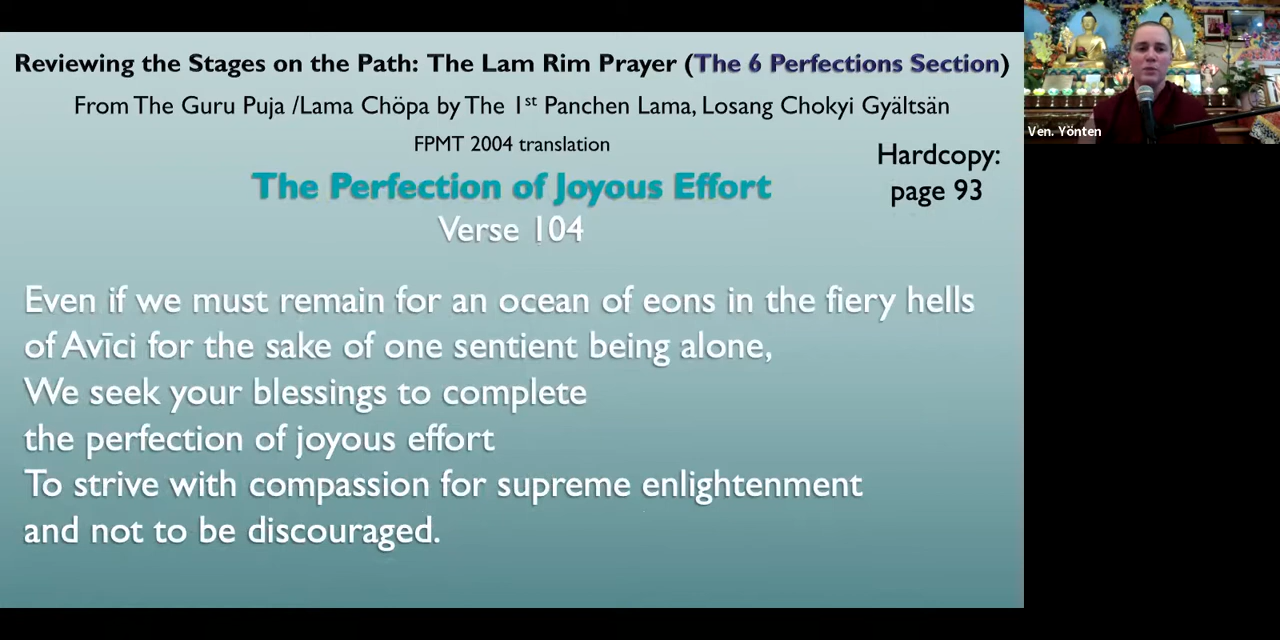 Reviewing the Stages on the Path: The Lam Rim Prayer (The 6 Perfections Section)
From The Guru Puja /Lama Chöpa by The 1st Panchen Lama, Losang Chokyi Gyältsän
FPMT 2004 translation
Hardcopy:
page 93
The Perfection of Joyous Effort
Verse 104
Even if we must remain for an ocean of eons in the fiery hells
of Avīci for the sake of one sentient being alone,
We seek your blessings to complete
the perfection of joyous effort
To strive with compassion for supreme enlightenment
and not to be discouraged.
Ven. Yönten